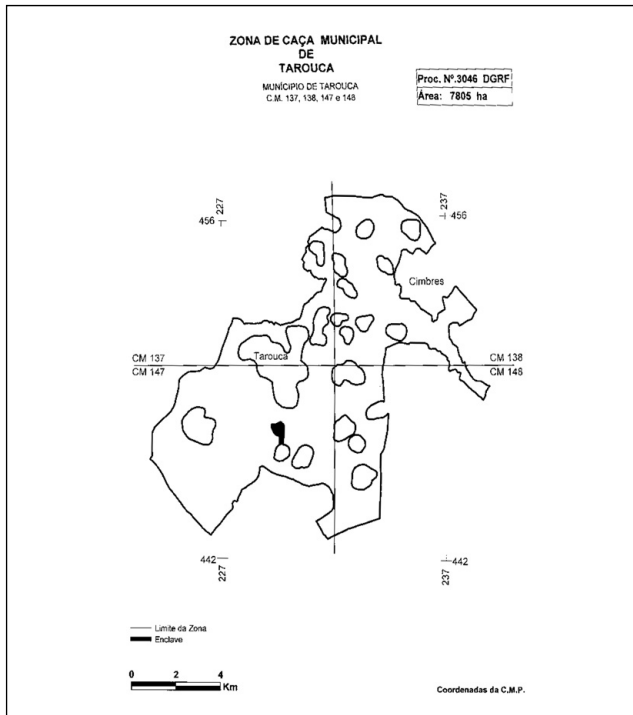 ZONA DE CAÇA MUNICIPAL
DE
TAROUCA
MUNÍCIPIO DE TAROUCA
C.M. 137, 138, 147 e 148
Proc. Nº.3046 DGRF
Área: 7805 ha
227
237
456
456
Cimbres
CM 137
Tarouca
CM 138
CM 147
CM 148
442
442
227
237
Limite da Zona
Enclave
0 2 4
Km
Coordenadas da C.M.P.